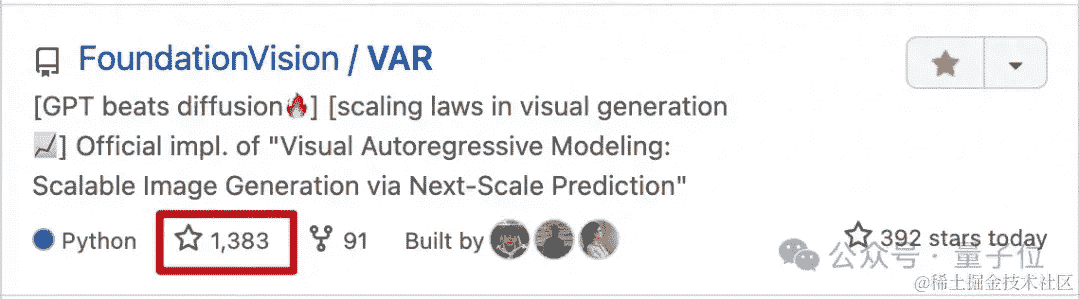 FoundationVision / VAR
[GPT beats diffusion🔥] [scaling laws in visual generation
📈] Official impl. of "Visual Autoregressive Modeling:
Scalable Image Generation via Next-Scale Prediction"
Python 1,383 91 Built by 392 stars today
公众号·量子位
@稀土掘金技术社区